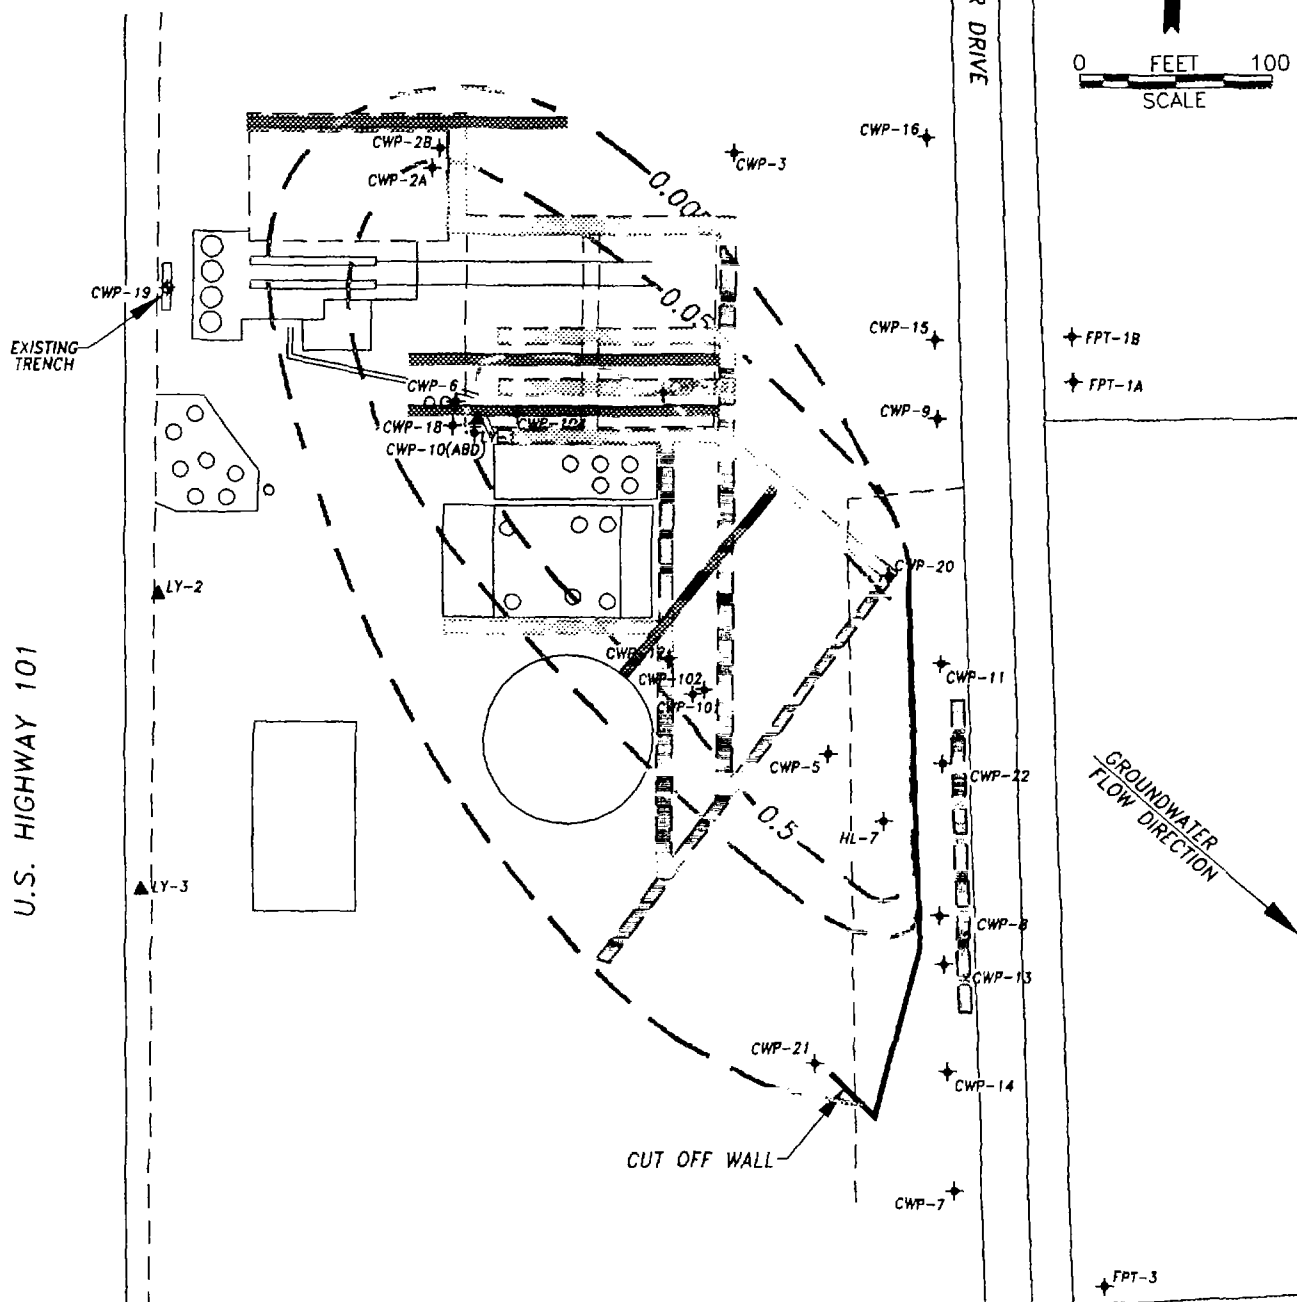 DRIVE
0 FEET 100
SCALE
CWP-16
CWP-2B
CWP-3
CWP-2A
0.05
CWP-19
EXISTING
TRENCH
CWP-15
FPT-1B
FPT-1A
CWP-6
CWP-9
CWP-18
CWP-10(ABD)
CWP-20
LY-2
CWP-12
CWP-102
CWP-10
CWP-11
U.S. HIGHWAY 101
CWP-5
CWP-22
GROUNDWATER
FLOW DIRECTION
0.5
HL-7
LY-3
CWP-8
CWP-13
CWP-21
CWP-14
CUT OFF WALL
CWP-7
FPT-3